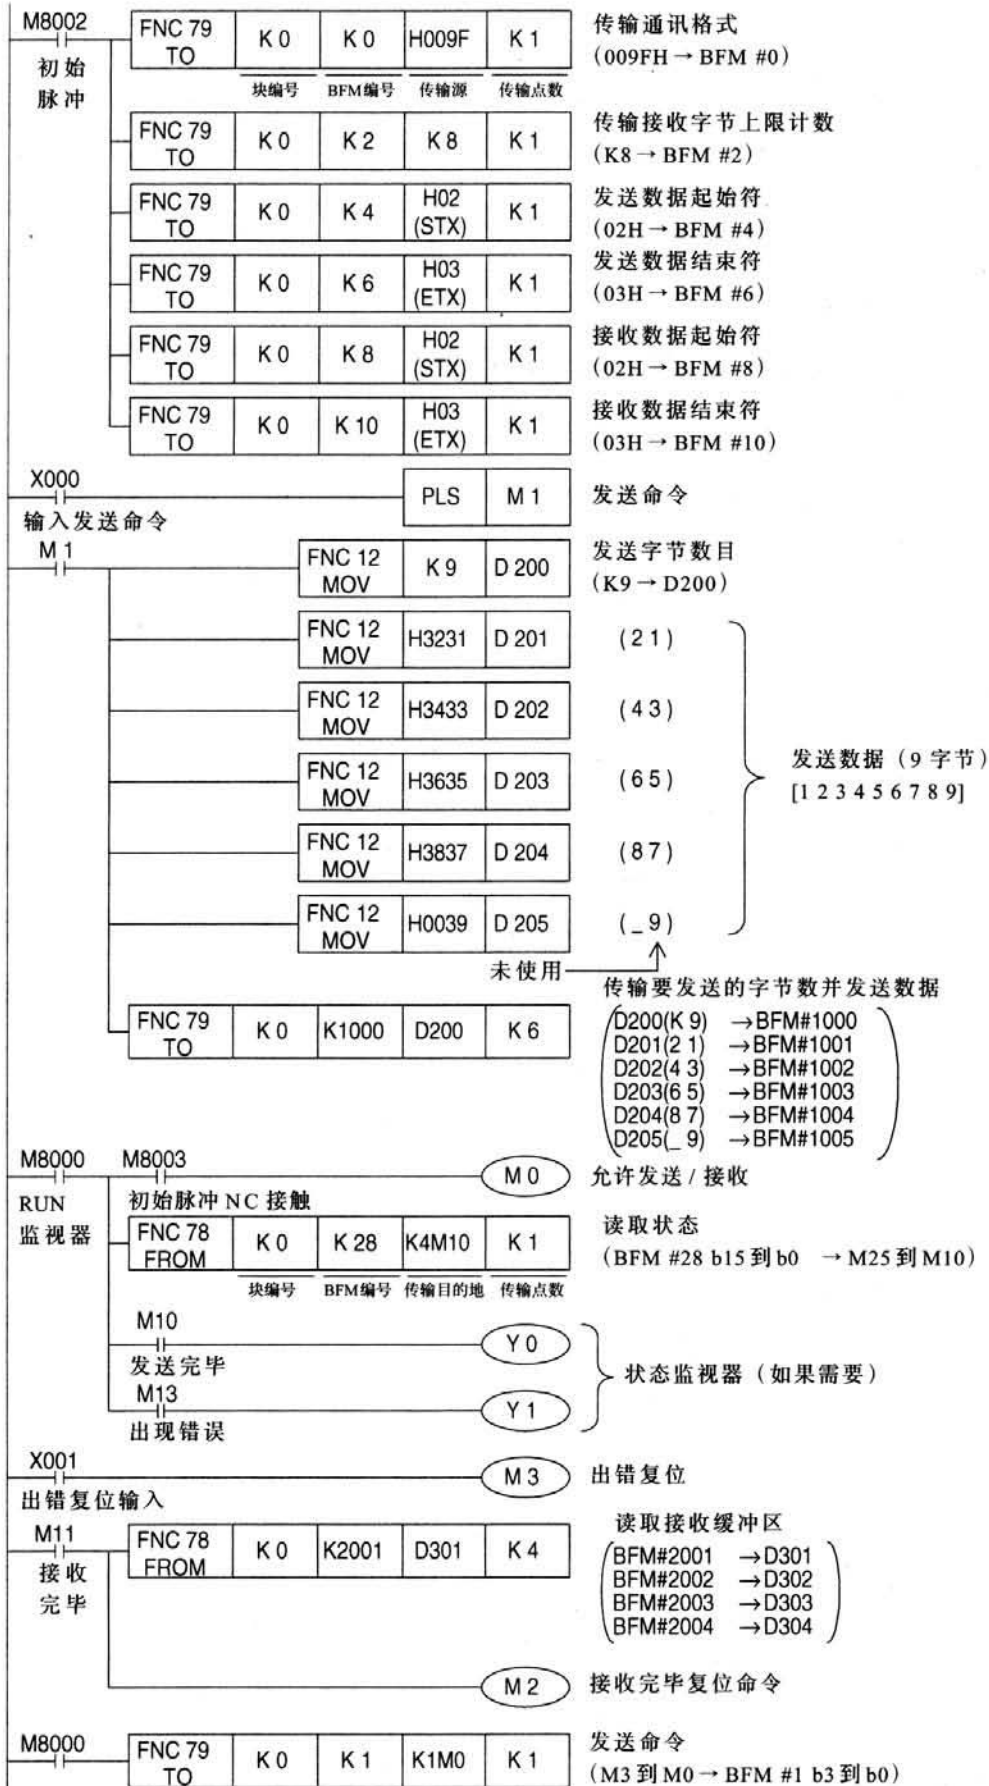 M8002
初始
脉冲
FNC 79 TO K 0 K 0 H009F K 1
块编号 BFM编号 传输源 传输点数
传输通讯格式
(009FH → BFM #0)
FNC 79 TO K 0 K 2 K 8 K 1
传输接收字节上限计数
(K8 → BFM #2)
FNC 79 TO K 0 K 4 H02 (STX) K 1
发送数据起始符
(02H → BFM #4)
FNC 79 TO K 0 K 6 H03 (ETX) K 1
发送数据结束符
(03H → BFM #6)
FNC 79 TO K 0 K 8 H02 (STX) K 1
接收数据起始符
(02H → BFM #8)
FNC 79 TO K 0 K 10 H03 (ETX) K 1
接收数据结束符
(03H → BFM #10)
X000
输入发送命令
PLS M 1
发送命令
M 1
FNC 12 MOV K 9 D 200
发送字节数目
(K9 → D200)
FNC 12 MOV H3231 D 201 (2 1)
FNC 12 MOV H3433 D 202 (4 3)
FNC 12 MOV H3635 D 203 (6 5)
FNC 12 MOV H3837 D 204 (8 7)
FNC 12 MOV H0039 D 205 (_ 9)
发送数据 (9 字节)
[1 2 3 4 5 6 7 8 9]
未使用
传输要发送的字节数并发送数据
FNC 79 TO K 0 K1000 D200 K 6
D200(K 9) →BFM#1000
D201(2 1) →BFM#1001
D202(4 3) →BFM#1002
D203(6 5) →BFM#1003
D204(8 7) →BFM#1004
D205(_ 9) →BFM#1005
M8000 M8003 M 0 允许发送 / 接收
RUN
监视器
初始脉冲 NC 接触
FNC 78 FROM K 0 K 28 K4M10 K 1
块编号 BFM编号 传输目的地 传输点数
读取状态
(BFM #28 b15 到 b0 → M25 到 M10)
M10 Y 0
发送完毕
M13 Y 1
出现错误
状态监视器 (如果需要)
X001 M 3 出错复位
出错复位输入
M11
接收
完毕
FNC 78 FROM K 0 K2001 D301 K 4
读取接收缓冲区
BFM#2001 →D301
BFM#2002 →D302
BFM#2003 →D303
BFM#2004 →D304
M 2 接收完毕复位命令
M8000
FNC 79 TO K 0 K 1 K1M0 K 1
发送命令
(M3 到 M0 → BFM #1 b3 到 b0)